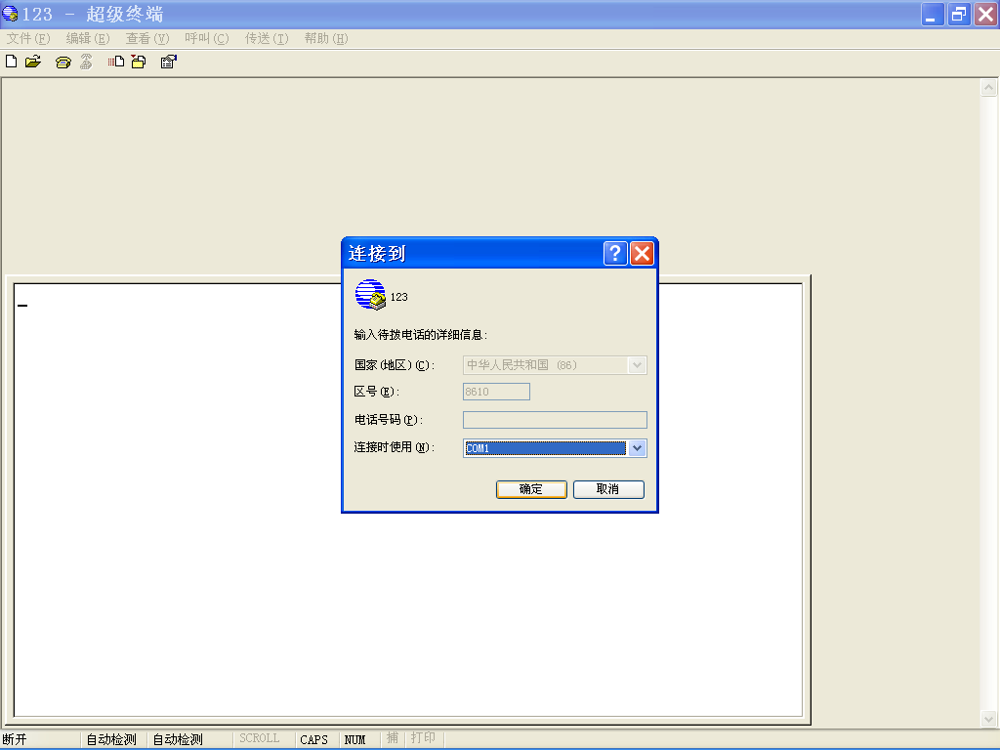 123 - 超级终端
文件(F) 编辑(E) 查看(V) 呼叫(C) 传送(T) 帮助(H)
连接到
123
输入待拨电话的详细信息:
国家(地区)(C): 中华人民共和国 (86)
区号(E): 8610
电话号码(P):
连接时使用(N): COM1
确定 取消
断开 自动检测 自动检测 SCROLL CAPS NUM 捕 打印